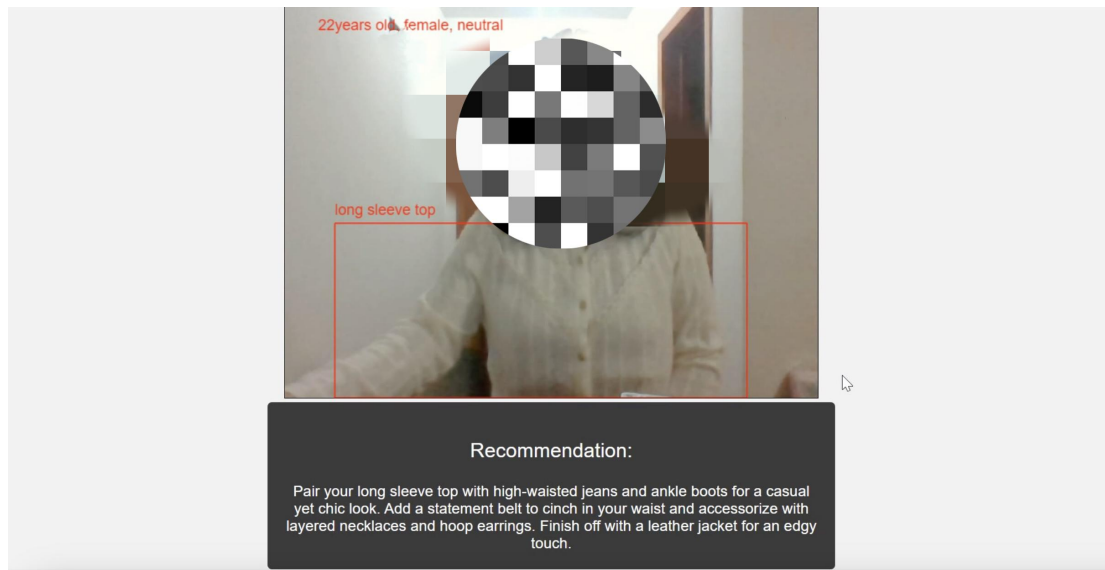 22years old, female, neutral
long sleeve top
Recommendation:
Pair your long sleeve top with high-waisted jeans and ankle boots for a casual
yet chic look. Add a statement belt to cinch in your waist and accessorize with
layered necklaces and hoop earrings. Finish off with a leather jacket for an edgy
touch.